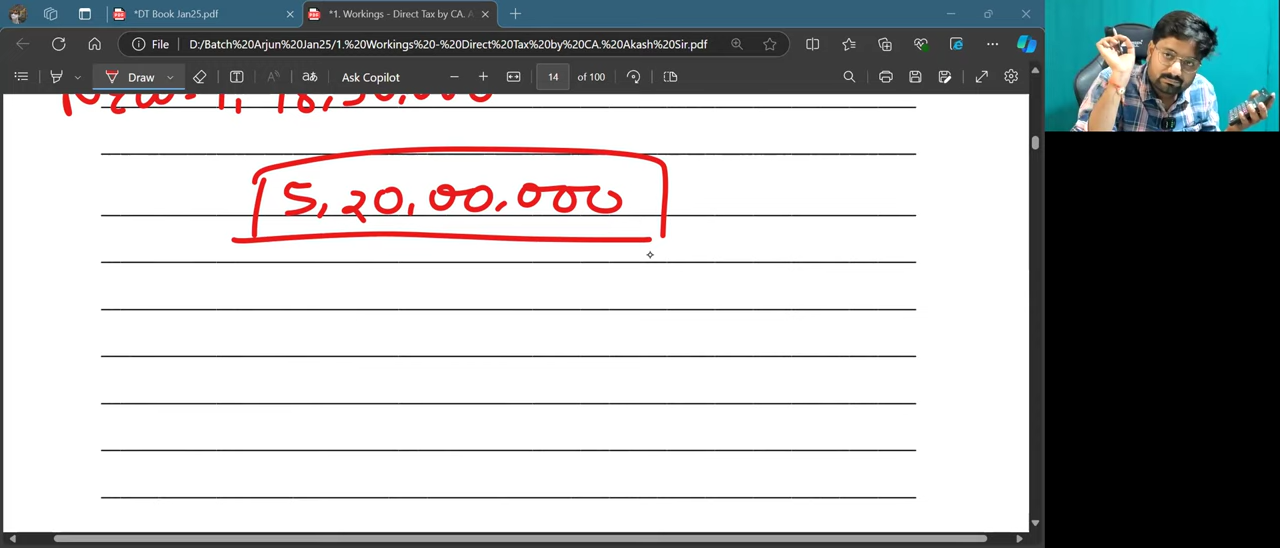 *DT Book Jan25.pdf
*1. Workings - Direct Tax by CA. A
File
D:/Batch%20Arjun%20Jan25/1.%20Workings%20-%20Direct%20Tax%20by%20CA.%20Akash%20Sir.pdf
Draw
Ask Copilot
14 of 100
5,20,00,000